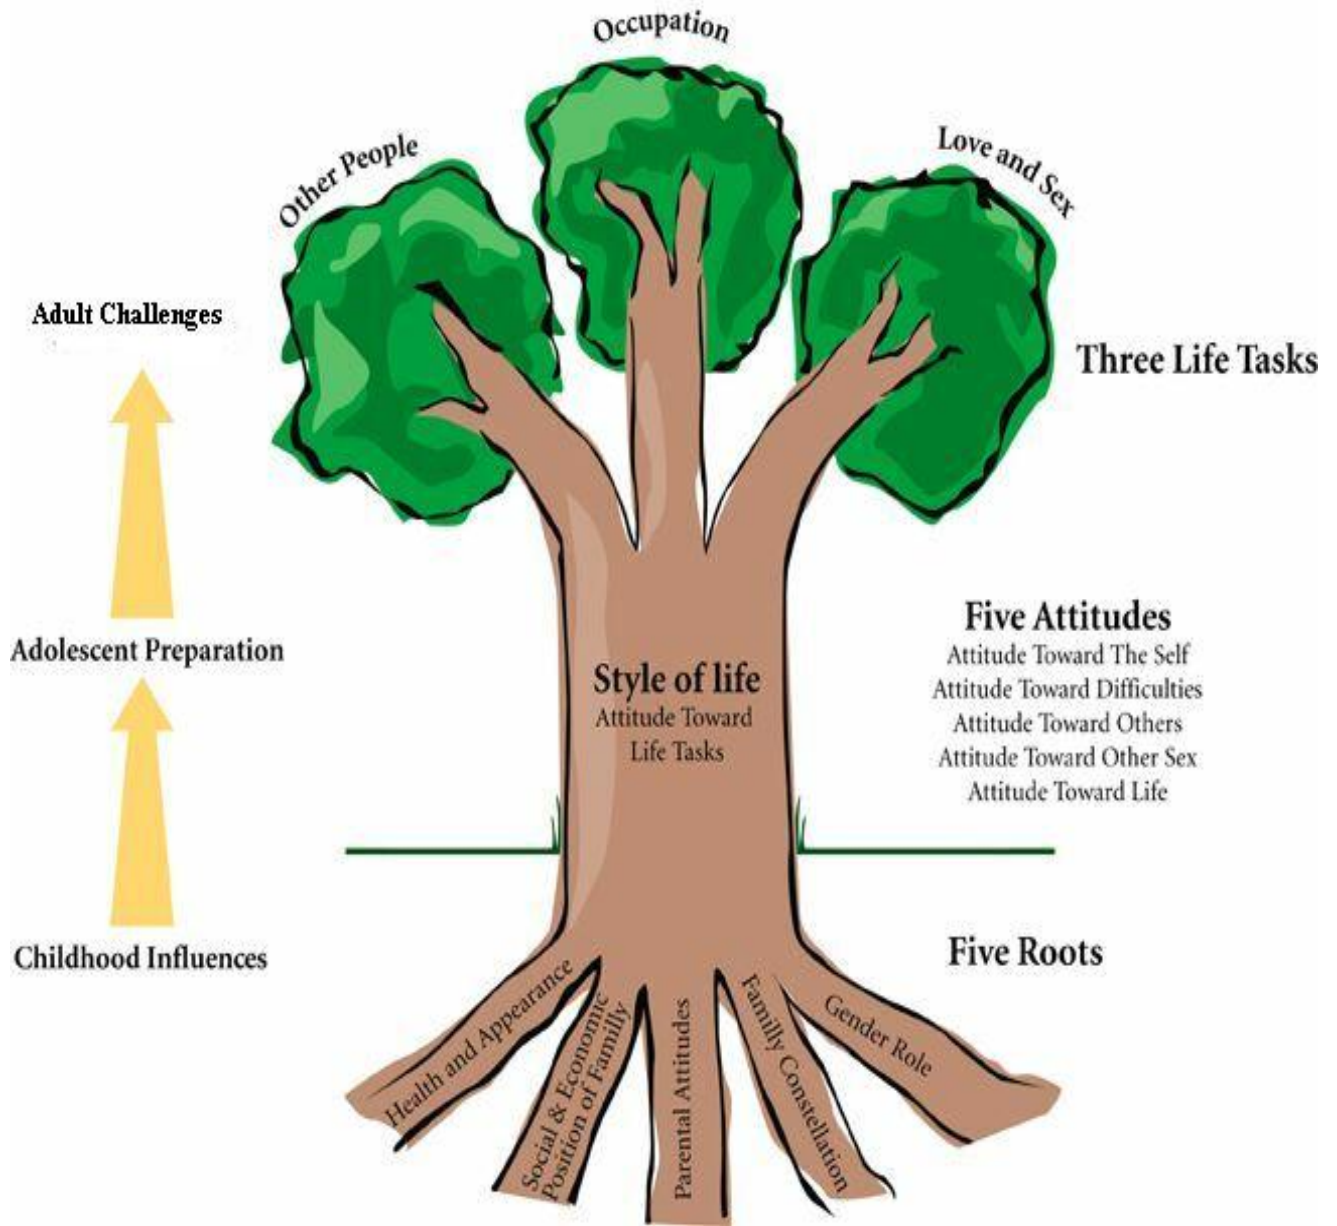 Occupation
Other People
Love and Sex
Adult Challenges
Three Life Tasks
Adolescent Preparation
Five Attitudes
Attitude Toward The Self
Attitude Toward Difficulties
Attitude Toward Others
Attitude Toward Other Sex
Attitude Toward Life
Style of life
Attitude Toward
Life Tasks
Childhood Influences
Five Roots
Health and Appearance
Social & Economic
Position of Familly
Parental Attitudes
Familly Constellation
Gender Role